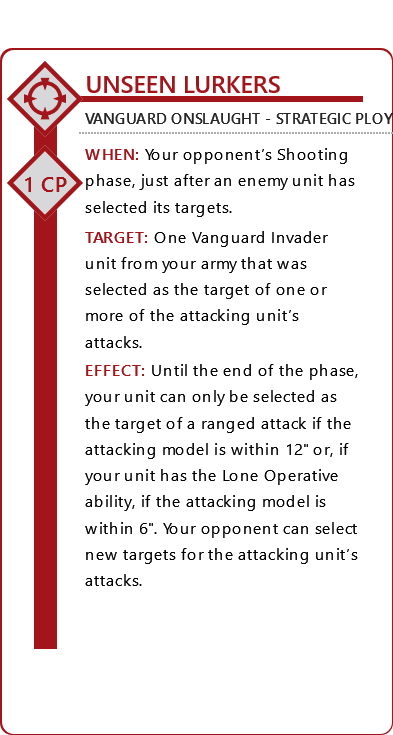 UNSEEN LURKERS
VANGUARD ONSLAUGHT - STRATEGIC PLOY
1 CP
WHEN: Your opponent's Shooting
phase, just after an enemy unit has
selected its targets.
TARGET: One Vanguard Invader
unit from your army that was
selected as the target of one or
more of the attacking unit's
attacks.
EFFECT: Until the end of the phase,
your unit can only be selected as
the target of a ranged attack if the
attacking model is within 12" or, if
your unit has the Lone Operative
ability, if the attacking model is
within 6". Your opponent can select
new targets for the attacking unit's
attacks.